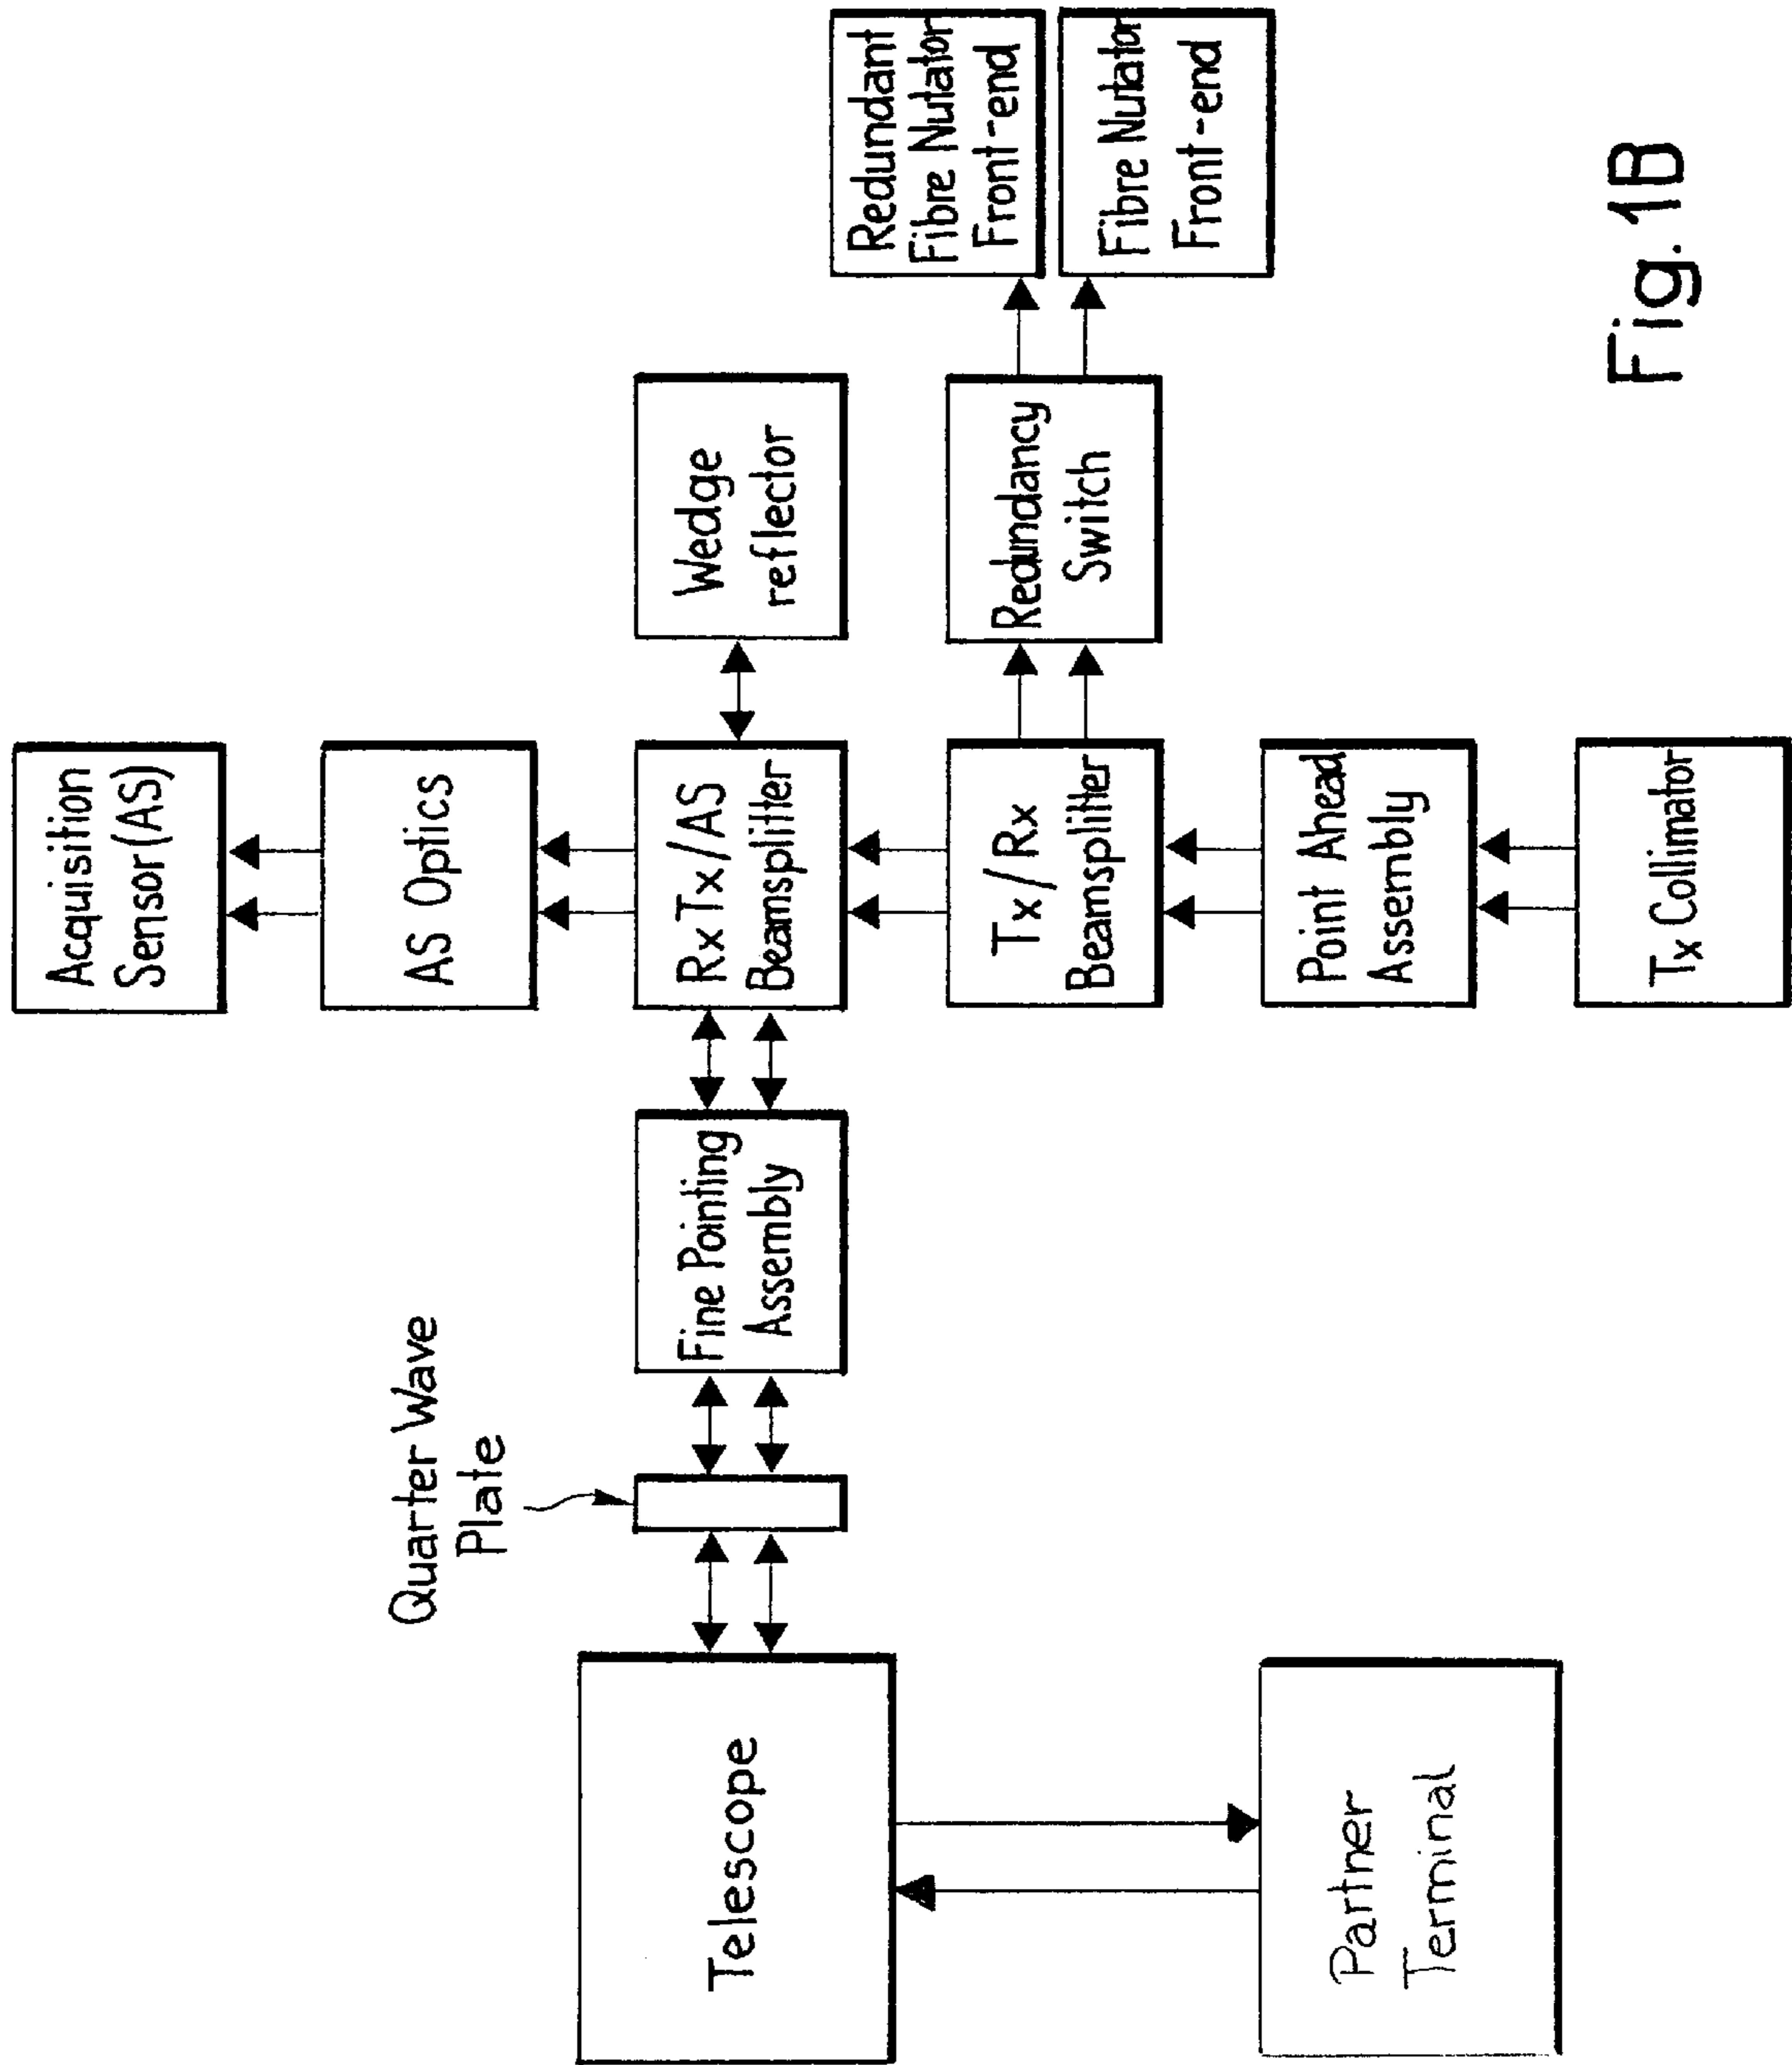 Telescope
Partner
Terminal
Quarter Wave
Plate
Fine Pointing
Assembly
Acquisition
Sensor(AS)
AS Optics
Rx Tx/AS
Beamsplitter
Tx/Rx
Beamsplitter
Point Ahead
Assembly
Tx Collimator
Wedge
reflector
Redundancy
Switch
Redundant
Fibre Nutator
Front-end
Fibre Nutator
Front-end
Fig. 1B